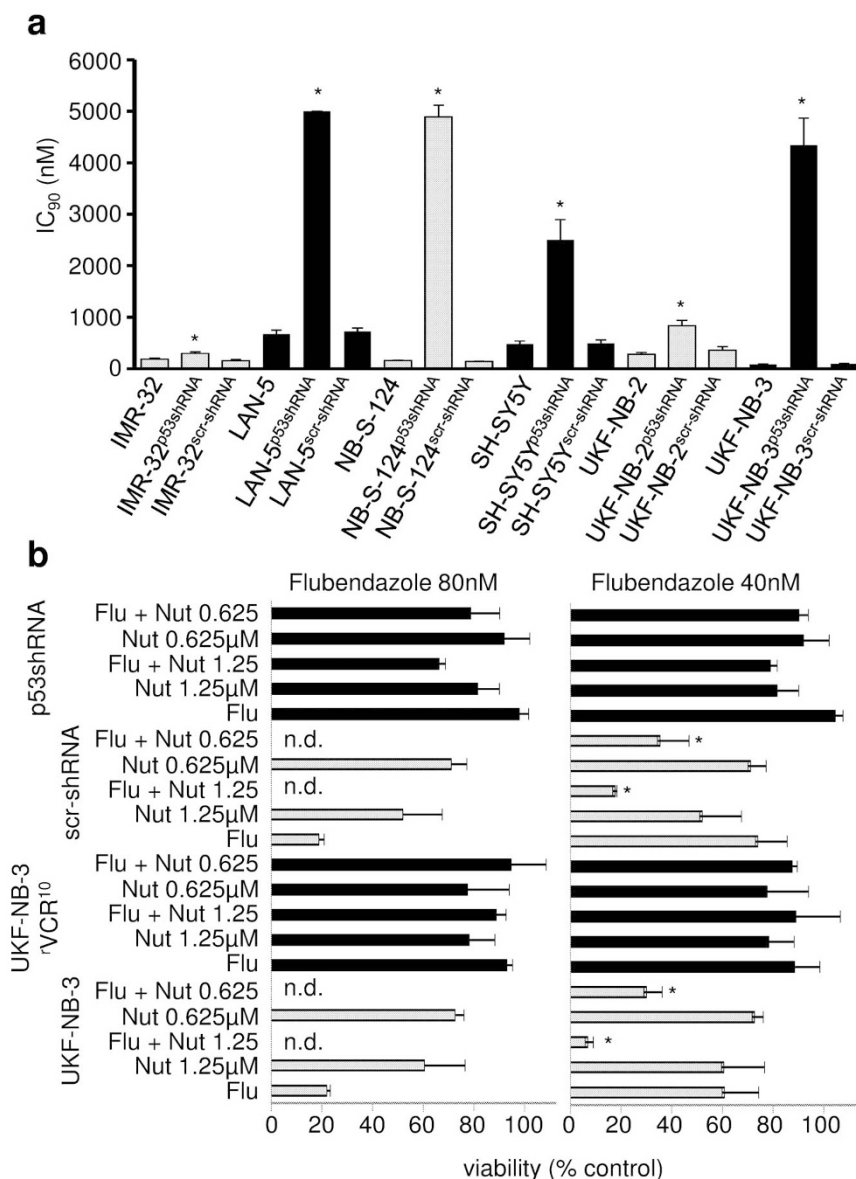 a
IC90 (nM)
6000
5000
4000
3000
2000
1000
0
* * * * * *
IMR-32
IMR-32p53shRNA
IMR-32scr-shRNA
LAN-5
LAN-5p53shRNA
LAN-5scr-shRNA
NB-S-124
NB-S-124p53shRNA
NB-S-124scr-shRNA
SH-SY5Y
SH-SY5Yp53shRNA
SH-SY5Yscr-shRNA
UKF-NB-2
UKF-NB-2p53shRNA
UKF-NB-2scr-shRNA
UKF-NB-3
UKF-NB-3p53shRNA
UKF-NB-3scr-shRNA
b
Flubendazole 80nM Flubendazole 40nM
p53shRNA
Flu + Nut 0.625
Nut 0.625µM
Flu + Nut 1.25
Nut 1.25µM
Flu
scr-shRNA
Flu + Nut 0.625 n.d. *
Nut 0.625µM
Flu + Nut 1.25 n.d. *
Nut 1.25µM
Flu
UKF-NB-3
rVCR10
Flu + Nut 0.625
Nut 0.625µM
Flu + Nut 1.25
Nut 1.25µM
Flu
UKF-NB-3
Flu + Nut 0.625 n.d. *
Nut 0.625µM
Flu + Nut 1.25 n.d. *
Nut 1.25µM
Flu
0 20 40 60 80 100 0 20 40 60 80 100
viability (% control)